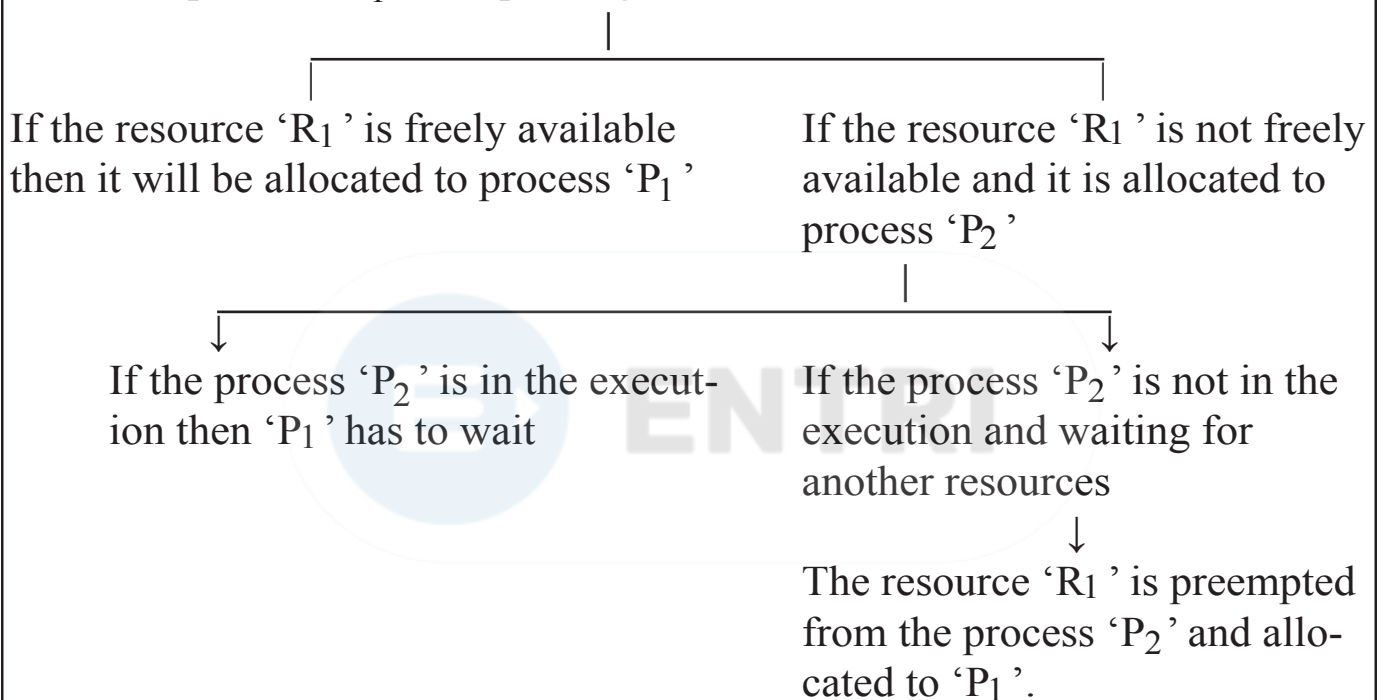 If the resource ‘R1 ’ is freely available
then it will be allocated to process ‘P1 ’
If the resource ‘R1 ’ is not freely
available and it is allocated to
process ‘P2 ’
If the process ‘P2 ’ is in the execut-
ion then ‘P1 ’ has to wait
If the process ‘P2 ’ is not in the
execution and waiting for
another resources
The resource ‘R1 ’ is preempted
from the process ‘P2 ’ and allo-
cated to ‘P1 ’.
ENTRI